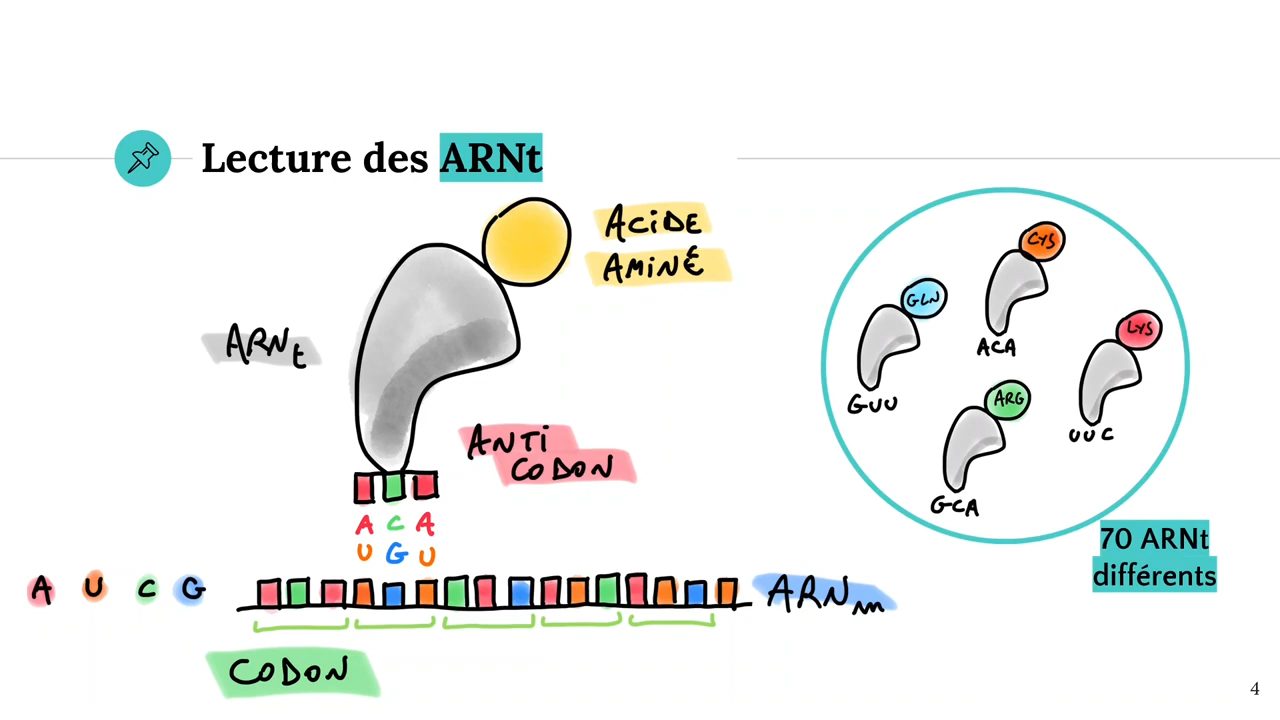 Lecture des ARNt
ACIDE
AMINÉ
ARNt
ANTI
CODON
A C A
U G U
A U C G
ARNm
CODON
CYS
ACA
GLN
GUU
LYS
UUC
ARG
GCA
70 ARNt
différents
4